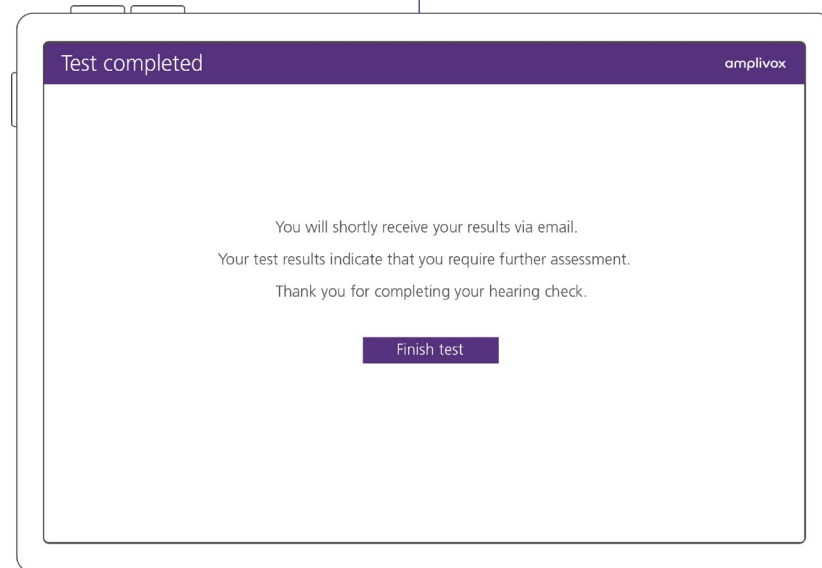 Test completed
amplivox
You will shortly receive your results via email.
Your test results indicate that you require further assessment.
Thank you for completing your hearing check.
Finish test